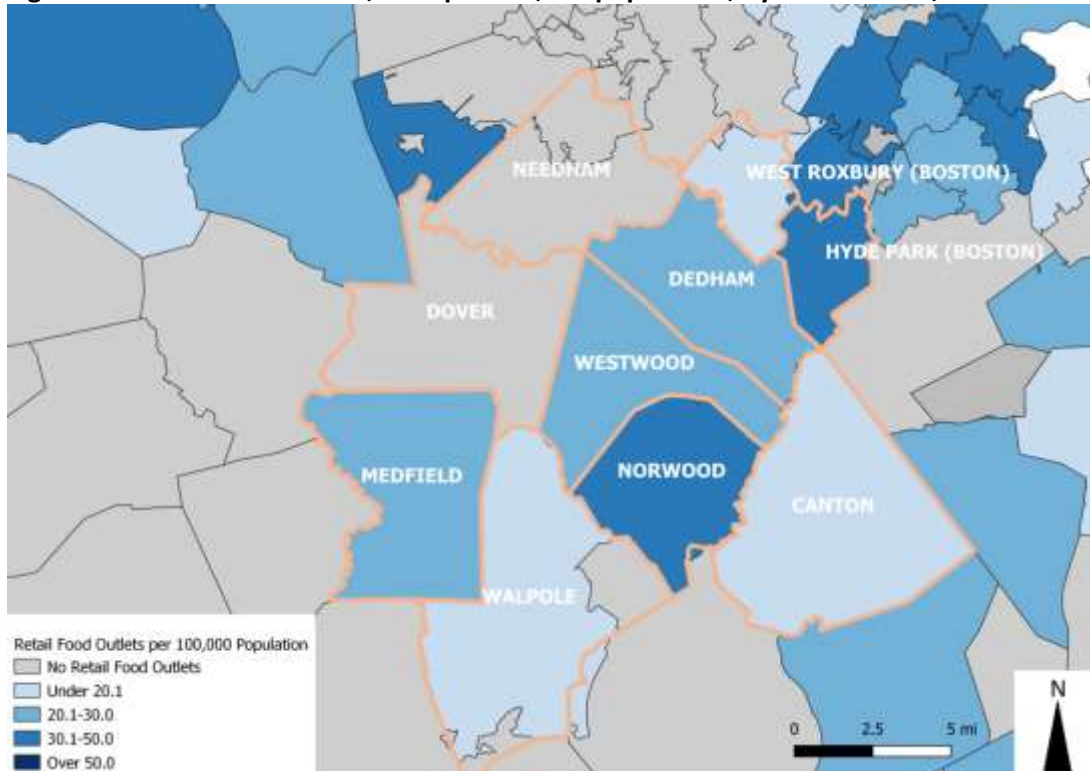 NEEDHAM
WEST ROXBURY (BOSTON)
HYDE PARK (BOSTON)
DEDHAM
DOVER
WESTWOOD
MEDFIELD
NORWOOD
CANTON
WALPOLE
Retail Food Outlets per 100,000 Population
No Retail Food Outlets
Under 20.1
20.1-30.0
30.1-50.0
Over 50.0
0 2.5 5 mi
N